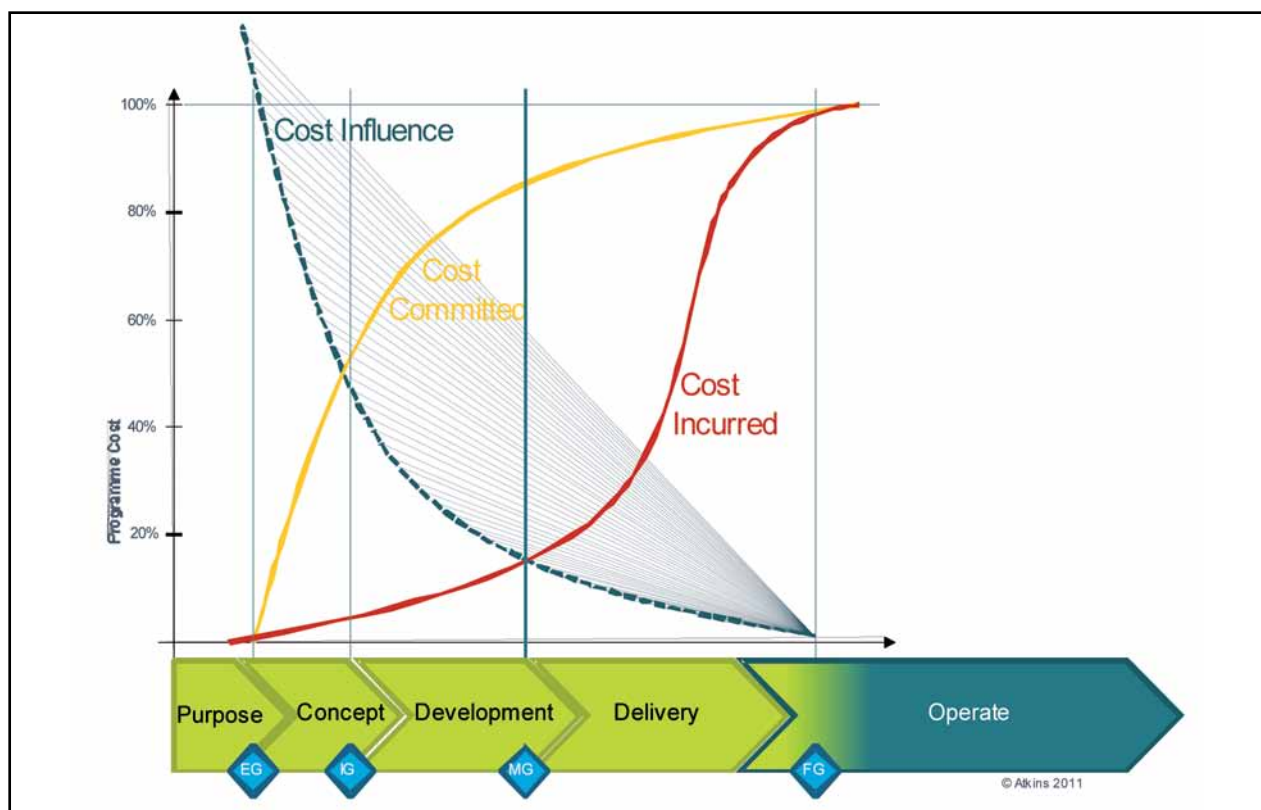 100%
Cost Influence
80%
Cost
Committed
60%
Cost
Incurred
40%
Programme Cost
20%
Purpose
Concept
Development
Delivery
Operate
EG
IG
MG
FG
© Atkins 2011